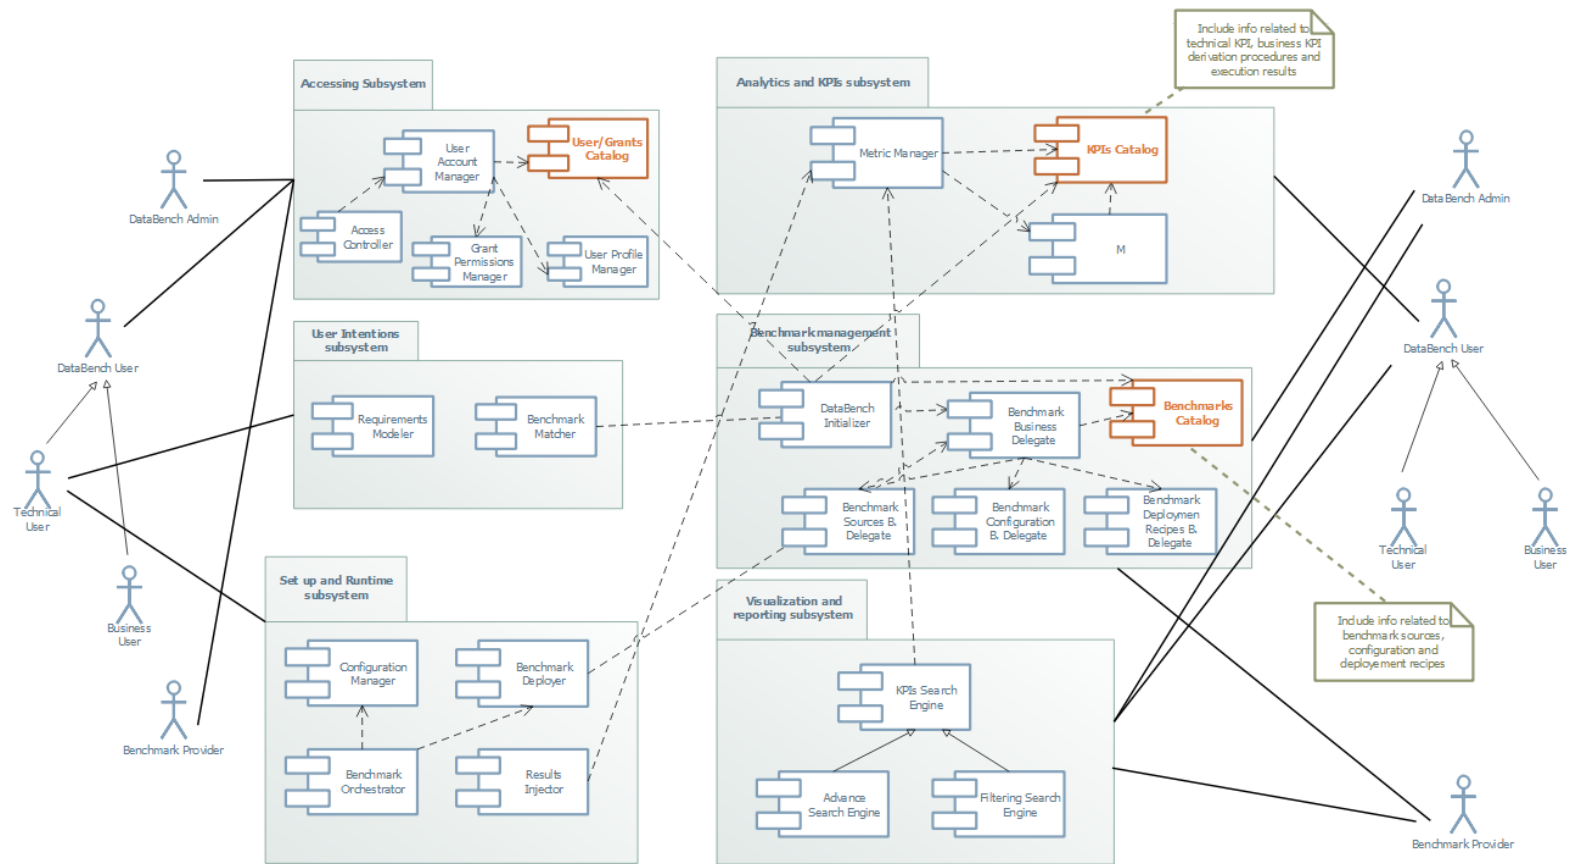 Include info related to
technical KPI, business KPI
derivation procedures and
execution results
Accessing Subsystem
Analytics and KPIs subsystem
User/Grants
Catalog
User
Account
Manager
Metric Manager
KPIs Catalog
DataBench Admin
DataBench Admin
Access
Controller
Grant
Permissions
Manager
User Profile
Manager
M
User Intentions
subsystem
Benchmark management
subsystem
DataBench User
DataBench User
Requirements
Modeler
Benchmark
Matcher
DataBench
Initializer
Benchmark
Business
Delegate
Benchmarks
Catalog
Technical
User
Benchmark
Sources B.
Delegate
Benchmark
Configuration
B. Delegate
Benchmark
Deploymen
Recipes B.
Delegate
Technical
User
Business
User
Set up and Runtime
subsystem
Visualization and
reporting subsystem
Business
User
Include info related to
benchmark sources,
configuration and
deployement recipes
Configuration
Manager
Benchmark
Deployer
KPIs Search
Engine
Benchmark Provider
Benchmark
Orchestrator
Results
Injector
Advance
Search Engine
Filtering Search
Engine
Benchmark Provider